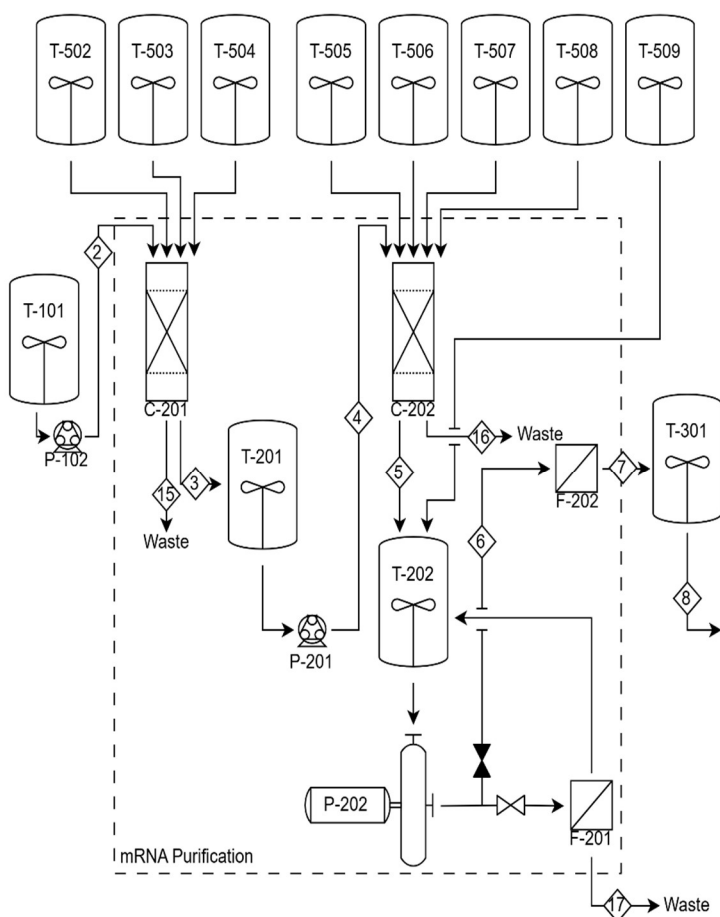 T-502
T-503
T-504
T-505
T-506
T-507
T-508
T-509
2
T-101
P-102
C-201
C-202
4
16
Waste
T-301
T-201
3
15
Waste
5
F-202
7
6
T-202
8
P-201
P-202
F-201
mRNA Purification
17
Waste